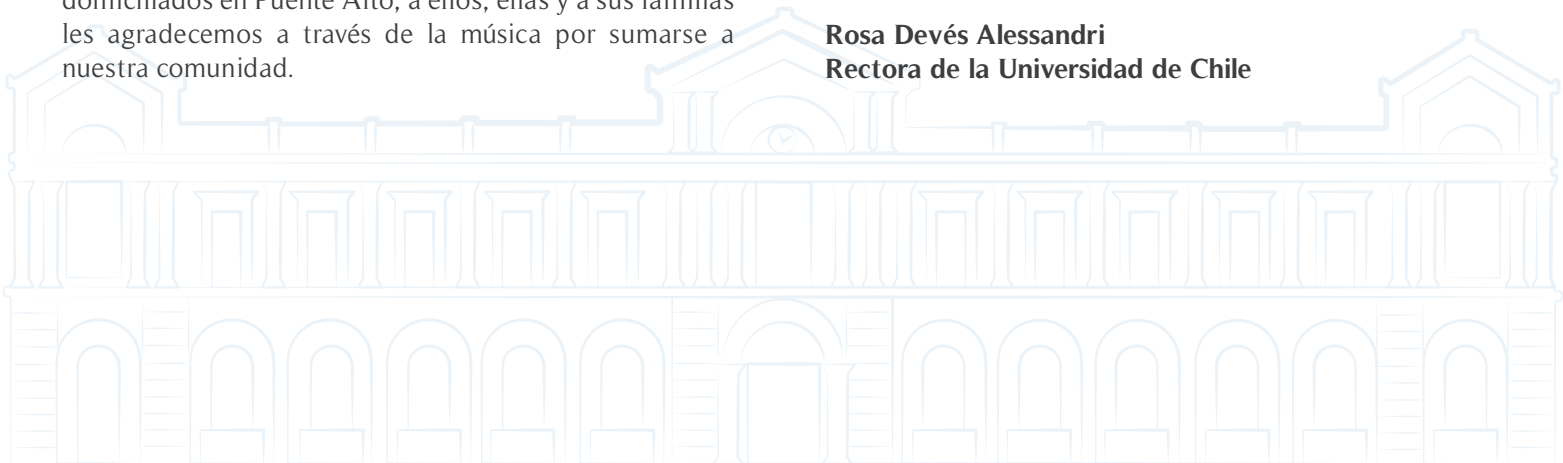 domiciliados en Puente Alto, a ellos, ellas y a sus familias
les agradecemos a través de la música por sumarse a
nuestra comunidad.
Rosa Devés Alessandri
Rectora de la Universidad de Chile